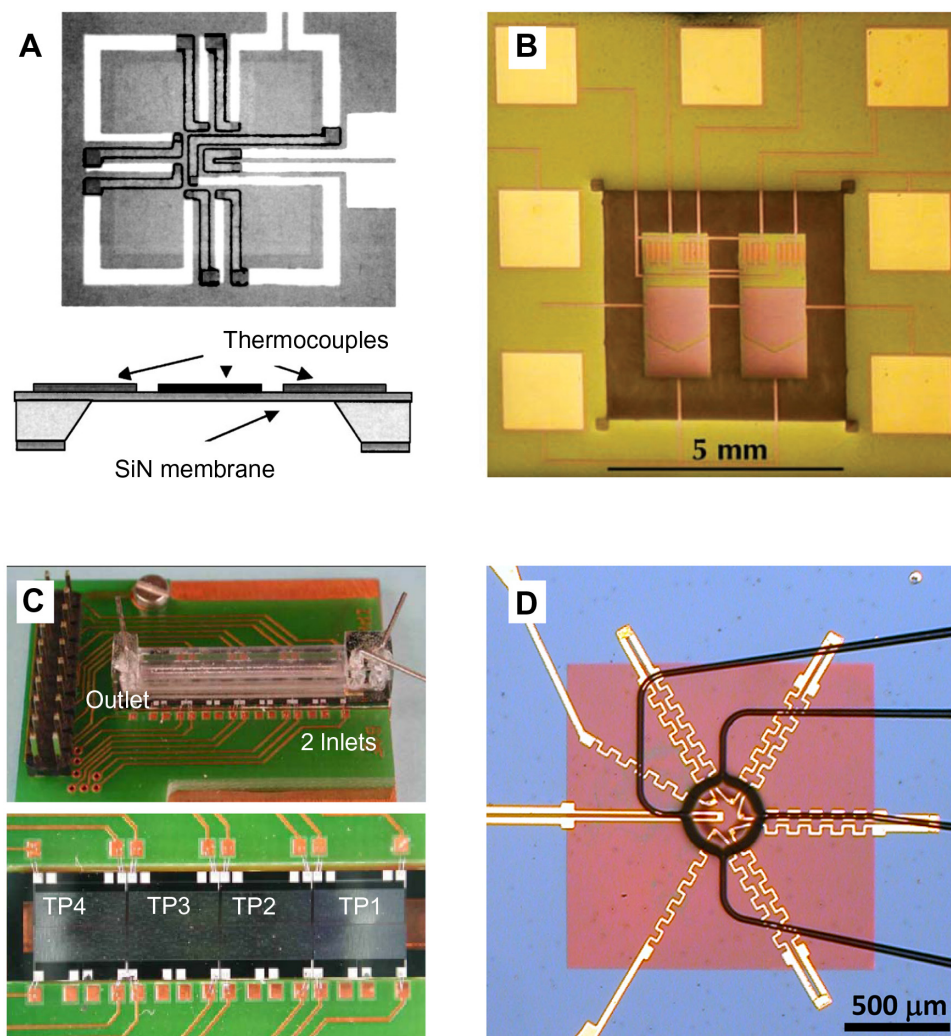 A
Thermocouples
SiN membrane
B
5 mm
C
Outlet
2 Inlets
TP4
TP3
TP2
TP1
D
500 μm